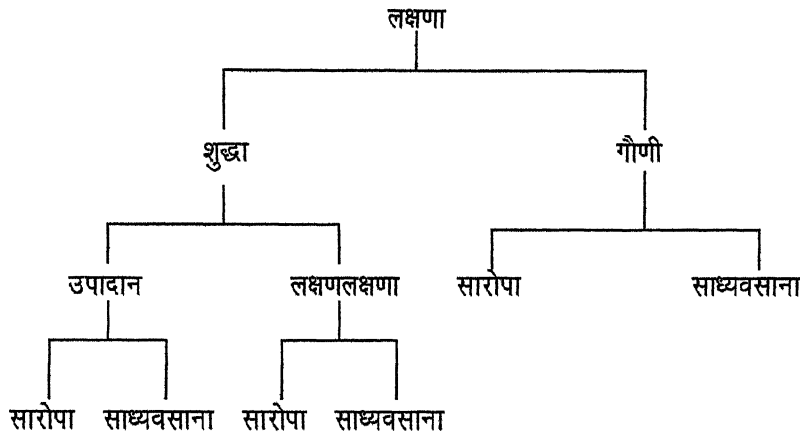 लक्षणा
शुद्धा गौणी
उपादान लक्षणलक्षणा सारोपा साध्यवसाना
सारोपा साध्यवसाना सारोपा साध्यवसाना